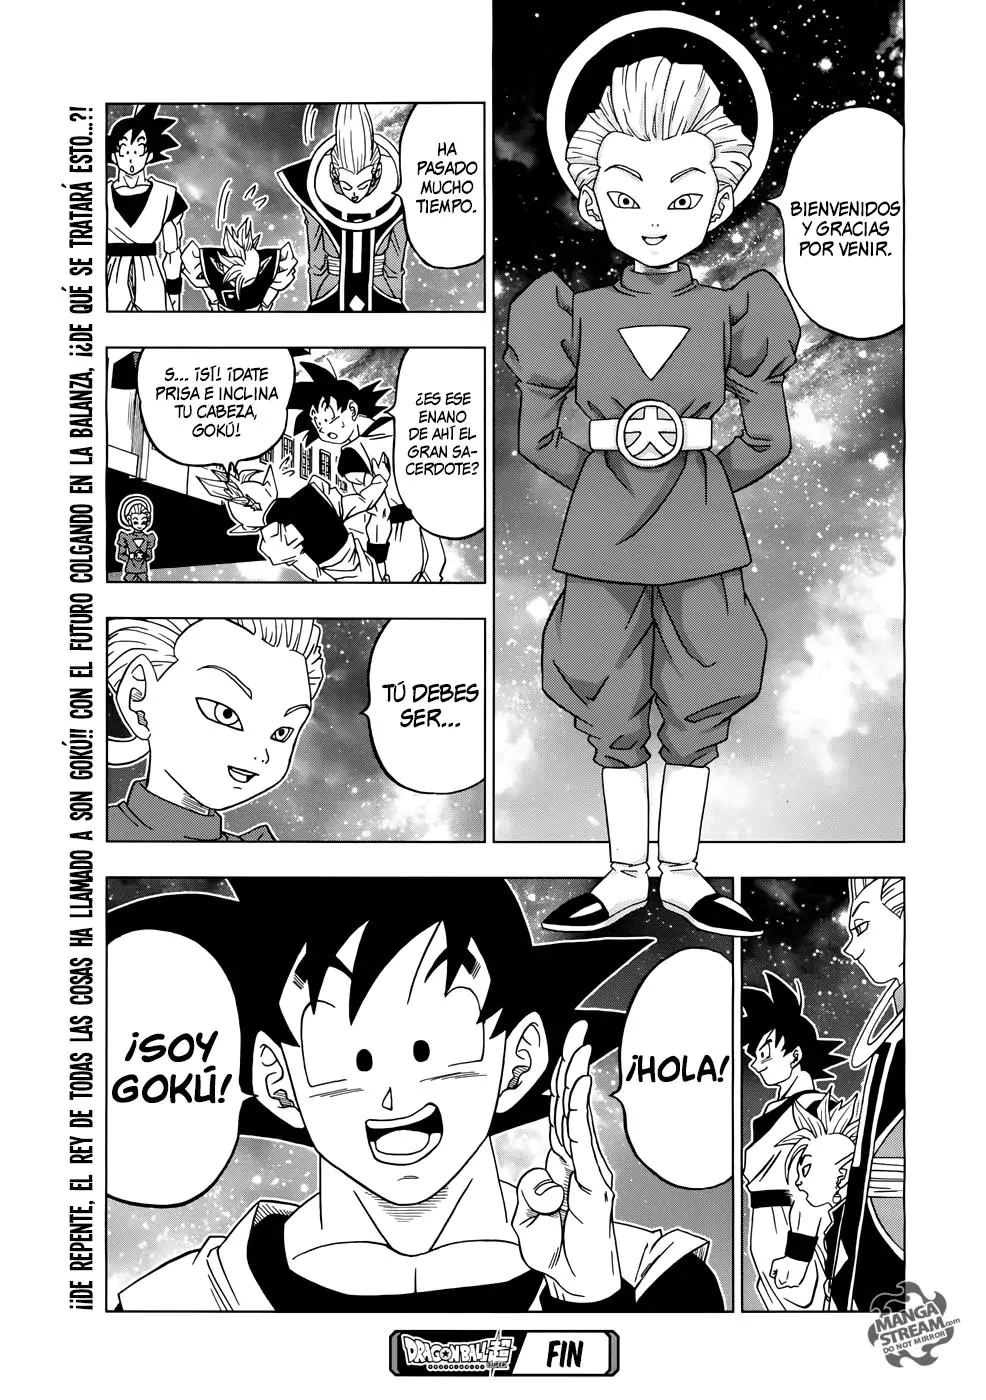 BIENVENIDOS
Y GRACIAS
POR VENIR.
HA
PASADO
MUCHO
TIEMPO.
¿ES ESE
ENANO
DE AHÍ EL
GRAN SA-
CERDOTE?
S... ¡SÍ! ¡DATE
PRISA E INCLINA
TU CABEZA,
GOKÚ!
TÚ DEBES
SER...
¡HOLA!
¡SOY
GOKÚ!
¡¡DE REPENTE, EL REY DE TODAS LAS COSAS HA LLAMADO A SON GOKÚ!! CON EL FUTURO COLGANDO EN LA BALANZA, ¡¿DE QUÉ SE TRATARÁ ESTO...?!
DRAGON BALL 超
SUPER
FIN
MANGA
STREAM.com
DO NOT MIRROR!